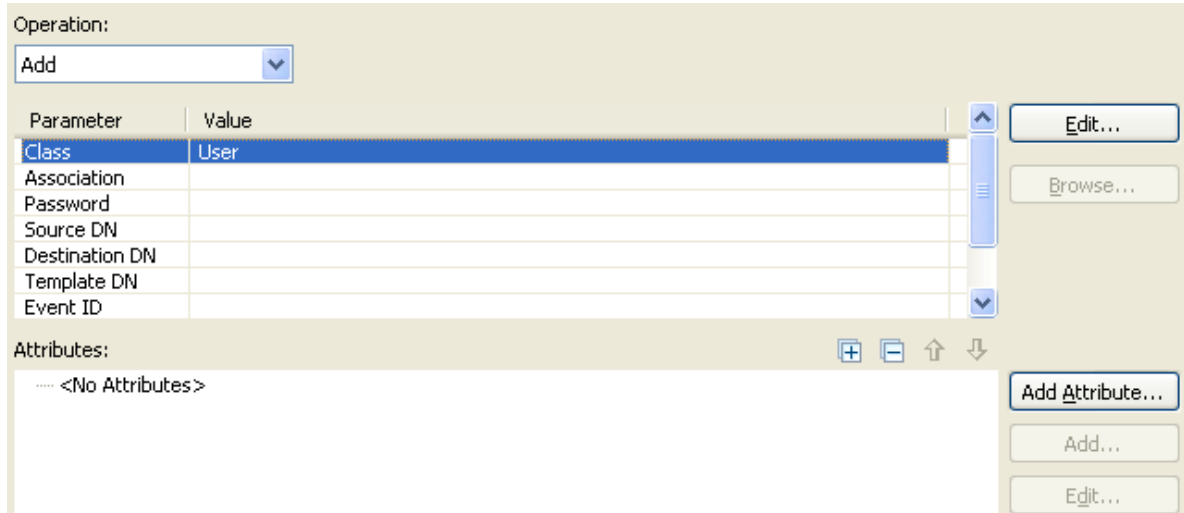 Operation:
Add
Parameter Value
Edit...
Class User
Association
Browse...
Password
Source DN
Destination DN
Template DN
Event ID
Attributes:
<No Attributes>
Add Attribute...
Add...
Edit...